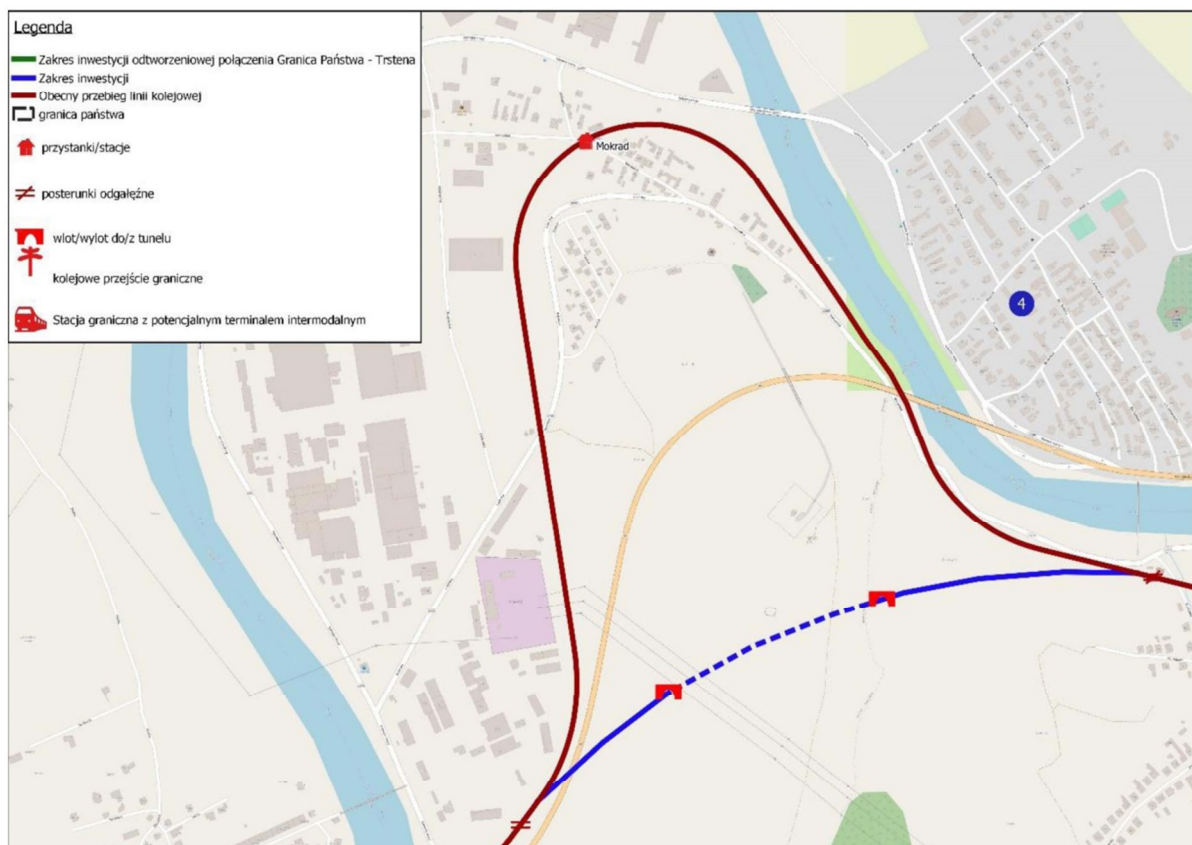 Legenda
Zakres inwestycji odtworzeniowej połączenia Granica Państwa - Trstena
Zakres inwestycji
Obecny przebieg linii kolejowej
granica państwa
przystanki/stacje
posterunki odgałęźne
wlot/wylot do/z tunelu
kolejowe przejście graniczne
Stacja graniczna z potencjalnym terminalem intermodalnym
Mokrad
4